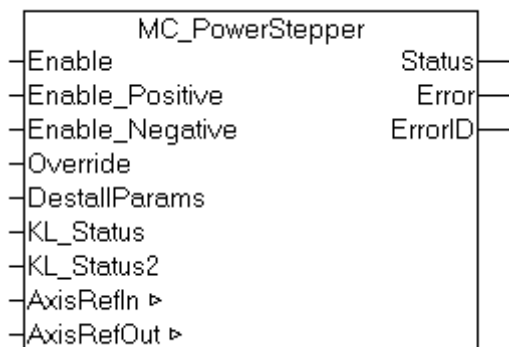 MC_PowerStepper
Enable Status
Enable_Positive Error
Enable_Negative ErrorID
Override
DestallParams
KL_Status
KL_Status2
AxisRefIn ▹
AxisRefOut ▹